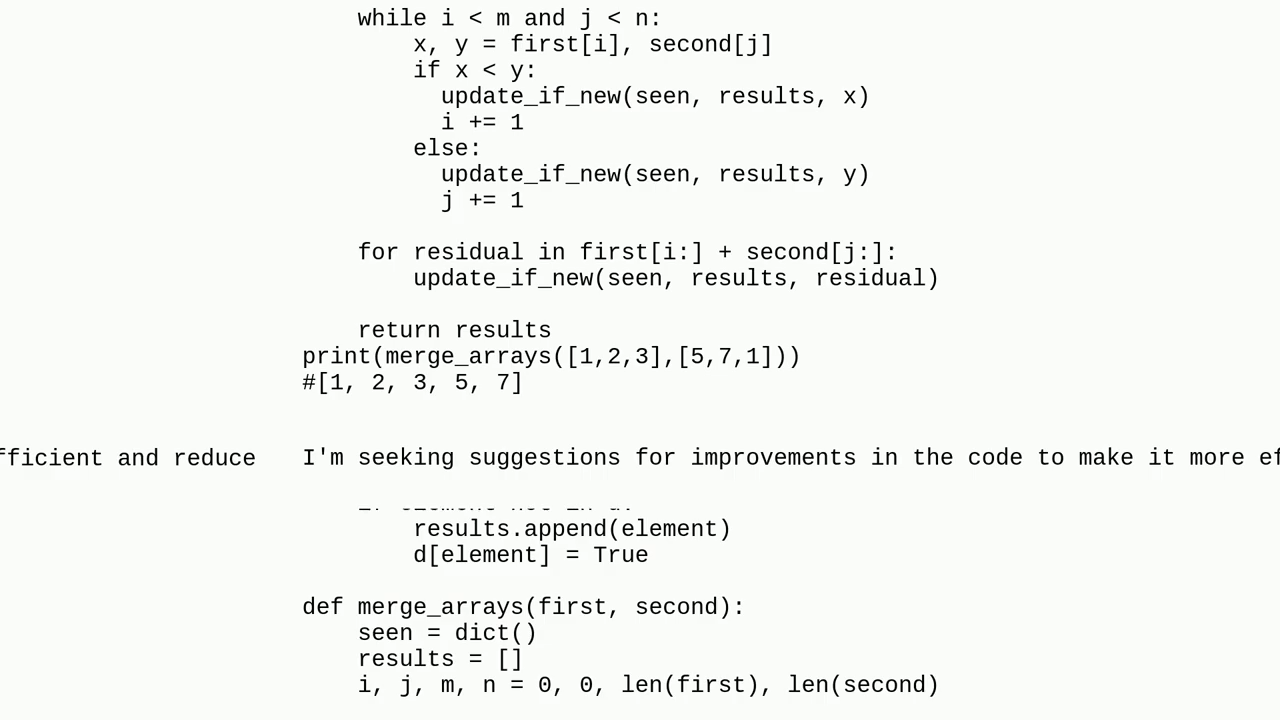 while i < m and j < n:
x, y = first[i], second[j]
if x < y:
update_if_new(seen, results, x)
i += 1
else:
update_if_new(seen, results, y)
j += 1
for residual in first[i:] + second[j:]:
update_if_new(seen, results, residual)
return results
print(merge_arrays([1,2,3],[5,7,1]))
#[1, 2, 3, 5, 7]
and reduce I'm seeking suggestions for improvements in the code to make it more
results.append(element)
d[element] = True
def merge_arrays(first, second):
seen = dict()
results = []
i, j, m, n = 0, 0, len(first), len(second)